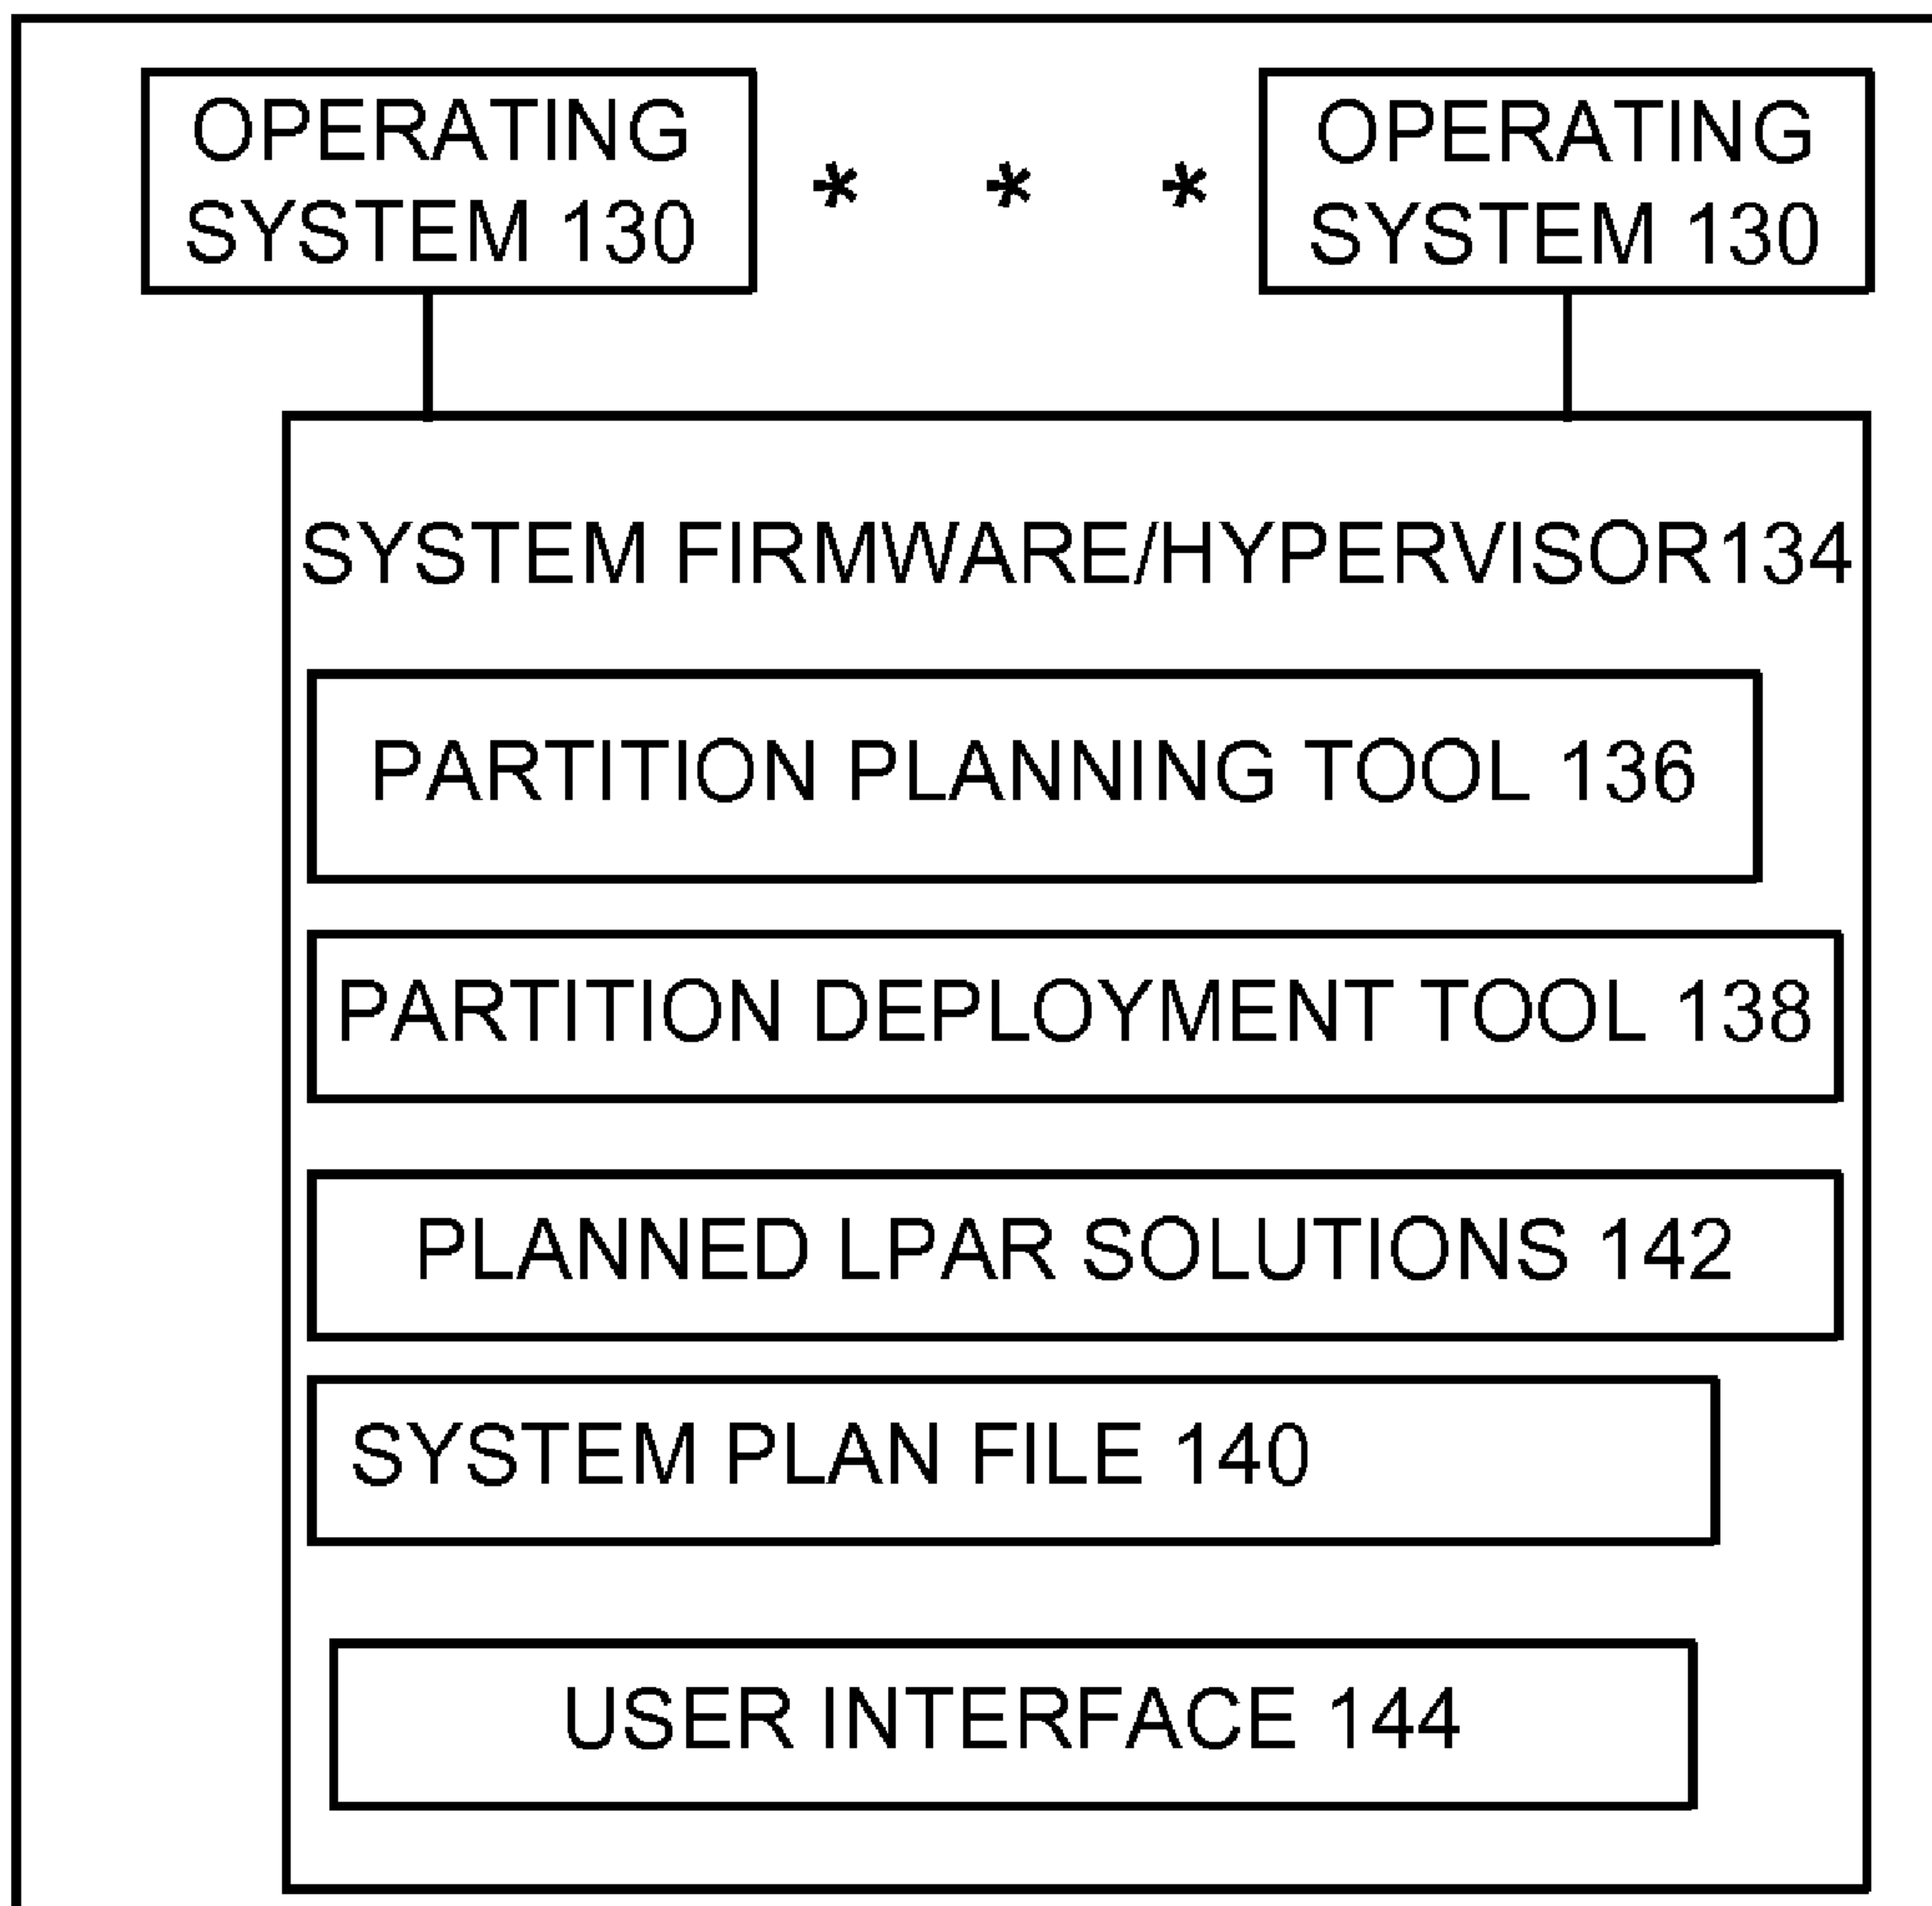 OPERATING
SYSTEM 130
* * *
OPERATING
SYSTEM 130
SYSTEM FIRMWARE/HYPERVISOR134
PARTITION PLANNING TOOL 136
PARTITION DEPLOYMENT TOOL 138
PLANNED LPAR SOLUTIONS 142
SYSTEM PLAN FILE 140
USER INTERFACE 144